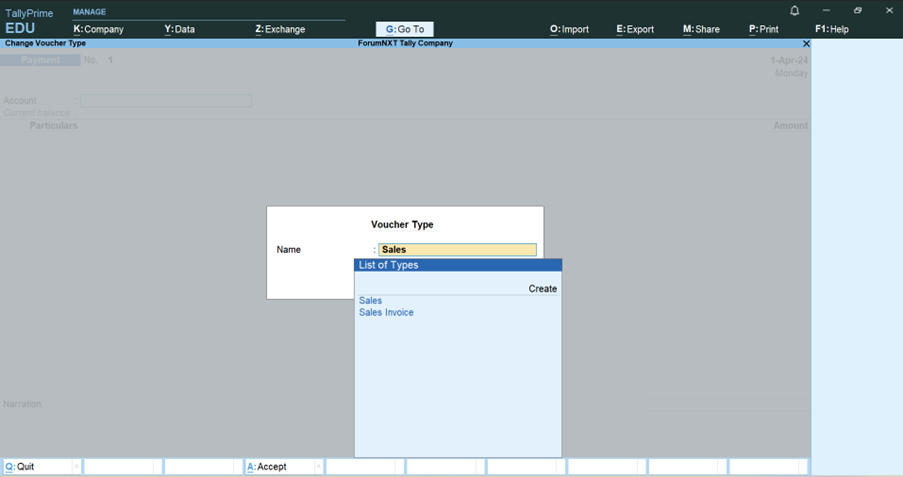 TallyPrime MANAGE
EDU K:Company Y:Data Z:Exchange G:Go To O:Import E:Export M:Share P:Print F1:Help
Change Voucher Type ForumNXT Tally Company
Payment No. 1 1-Apr-24
Monday
Account :
Current balance :
Particulars Amount
Voucher Type
Name : Sales
List of Types
Create
Sales
Sales Invoice
Narration:
Q:Quit A:Accept